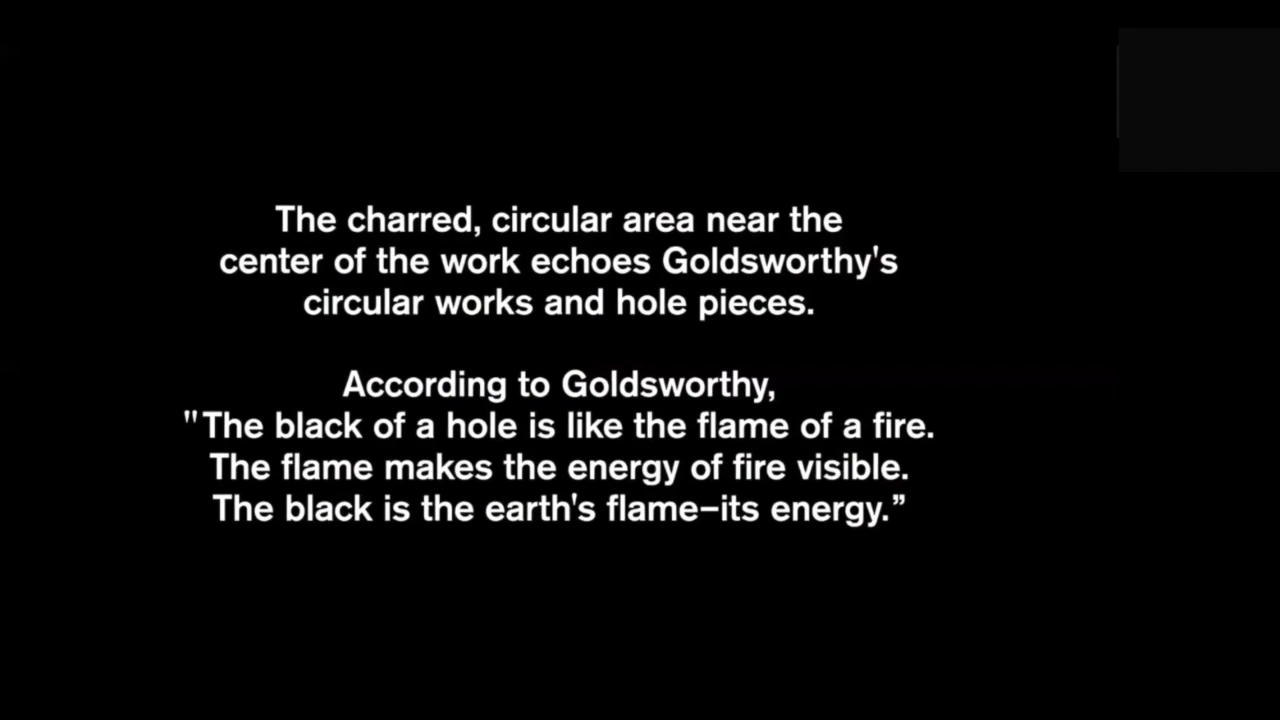 The charred, circular area near the
center of the work echoes Goldsworthy's
circular works and hole pieces.
According to Goldsworthy,
"The black of a hole is like the flame of a fire.
The flame makes the energy of fire visible.
The black is the earth's flame–its energy.”